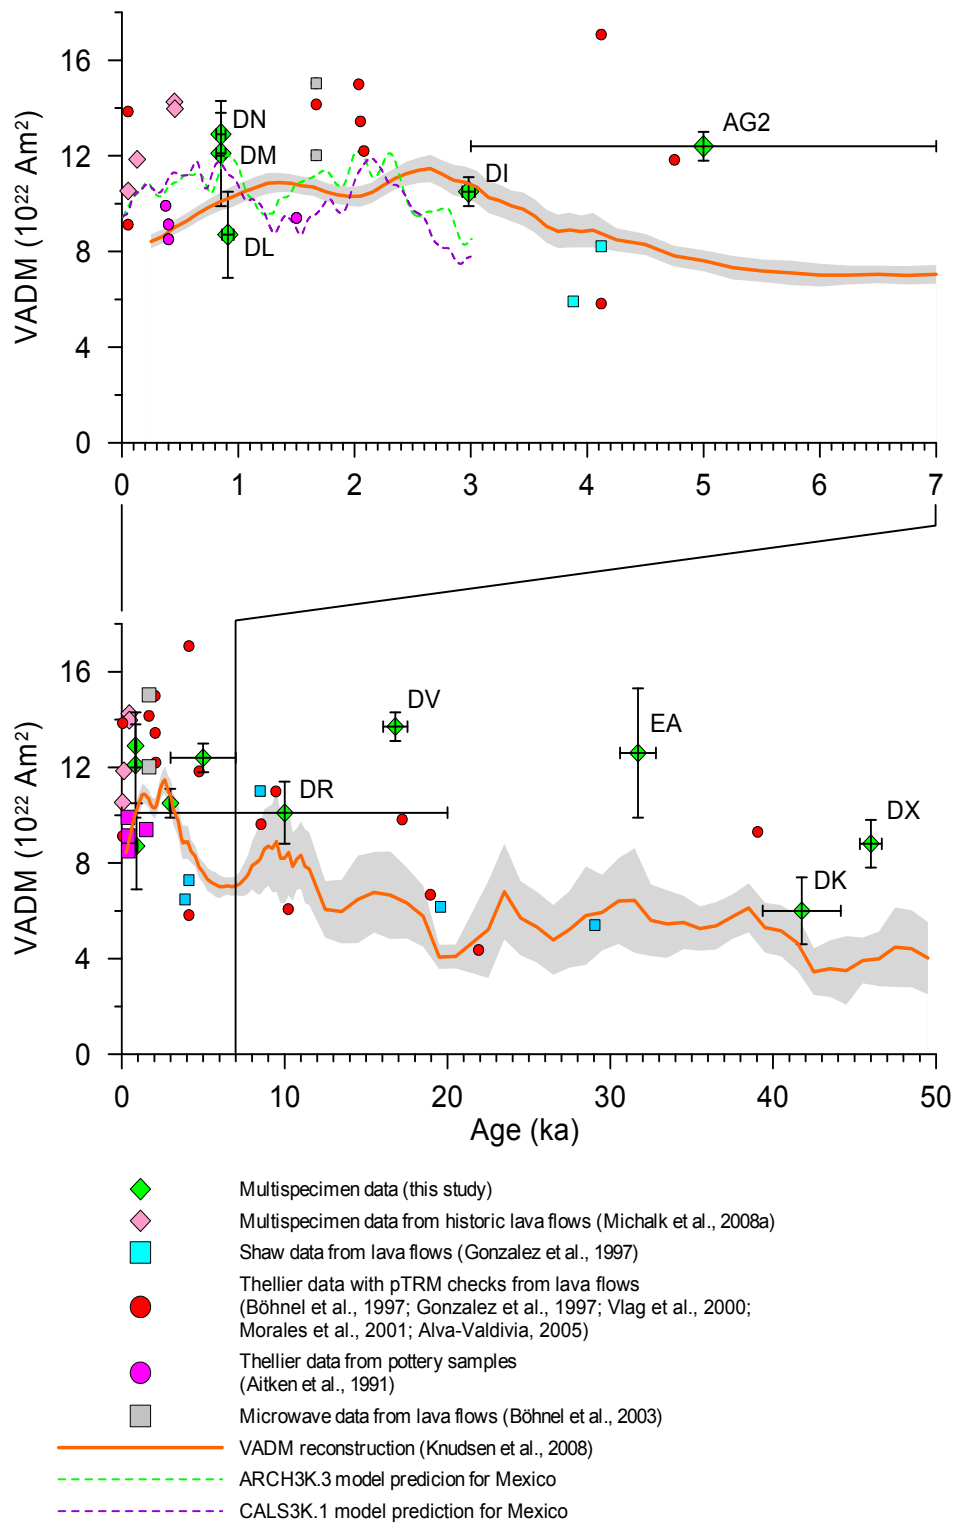 16
12
8
4
0
VADM (10²² Am²)
DN
DM
DL
DI
AG2
0 1 2 3 4 5 6 7
16
12
8
4
0
VADM (10²² Am²)
DV
EA
DR
DX
DK
0 10 20 30 40 50
Age (ka)
Multispecimen data (this study)
Multispecimen data from historic lava flows (Michalk et al., 2008a)
Shaw data from lava flows (Gonzalez et al., 1997)
Thellier data with pTRM checks from lava flows
(Böhnel et al., 1997; Gonzalez et al., 1997; Vlag et al., 2000;
Morales et al., 2001; Alva-Valdivia, 2005)
Thellier data from pottery samples
(Aitken et al., 1991)
Microwave data from lava flows (Böhnel et al., 2003)
VADM reconstruction (Knudsen et al., 2008)
ARCH3K.3 model predicion for Mexico
CALS3K.1 model prediction for Mexico